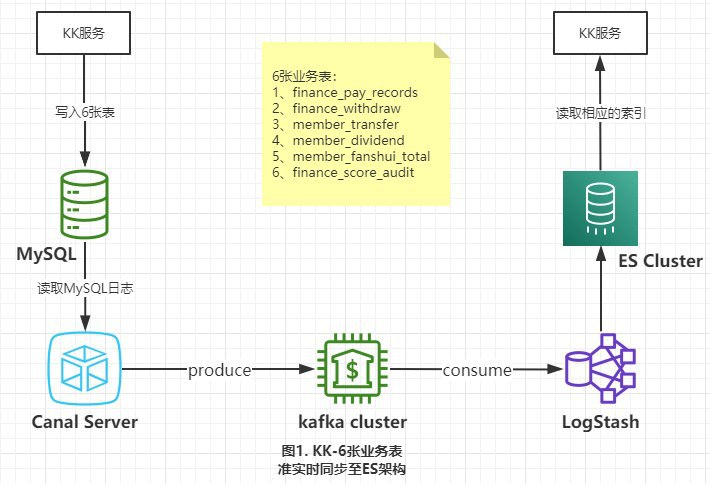 KK服务
KK服务
6张业务表：
1、finance_pay_records
2、finance_withdraw
3、member_transfer
4、member_dividend
5、member_fanshui_total
6、finance_score_audit
写入6张表
读取相应的索引
MySQL
ES Cluster
读取MySQL日志
produce
consume
Canal Server
kafka cluster
LogStash
图1. KK-6张业务表
准实时同步至ES架构